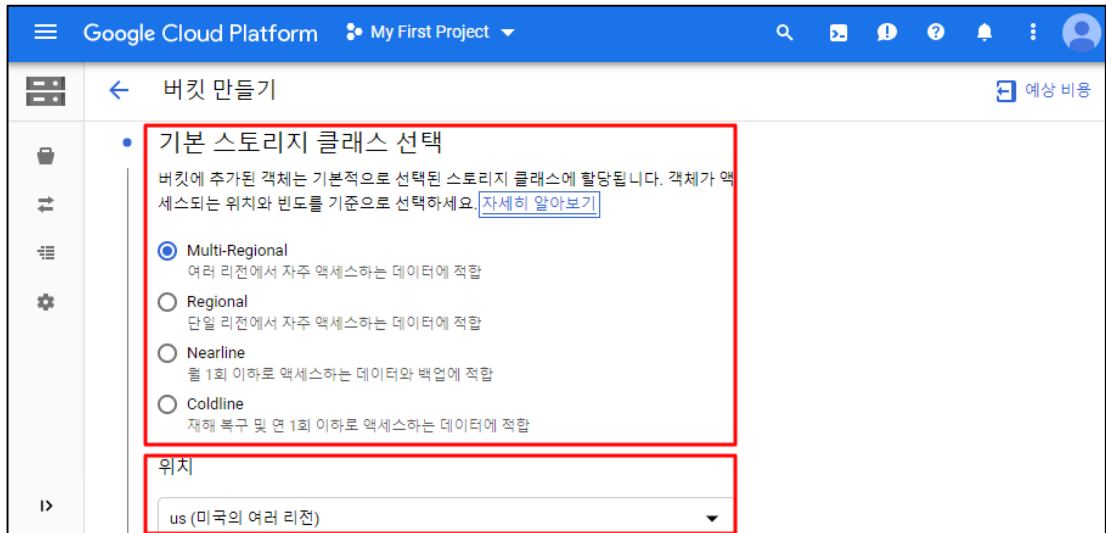 Google Cloud Platform My First Project
버킷 만들기 예상 비용
기본 스토리지 클래스 선택
버킷에 추가된 객체는 기본적으로 선택된 스토리지 클래스에 할당됩니다. 객체가 액
세스되는 위치와 빈도를 기준으로 선택하세요. 자세히 알아보기
Multi-Regional
여러 리전에서 자주 액세스하는 데이터에 적합
Regional
단일 리전에서 자주 액세스하는 데이터에 적합
Nearline
월 1회 이하로 액세스하는 데이터와 백업에 적합
Coldline
재해 복구 및 연 1회 이하로 액세스하는 데이터에 적합
위치
us (미국의 여러 리전)